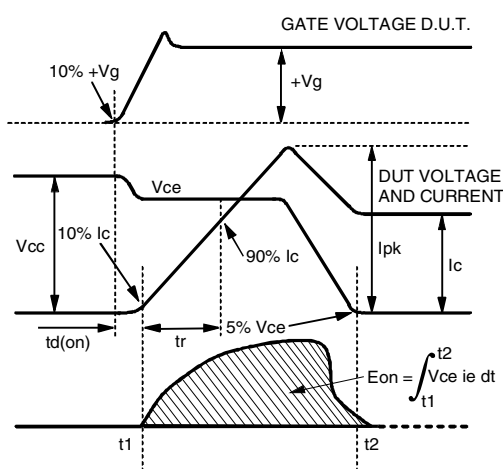 GATE VOLTAGE D.U.T.
10% +Vg
+Vg
DUT VOLTAGE
AND CURRENT
Vce
Vcc
10% Ic
90% Ic
Ipk
Ic
td(on)
tr
5% Vce
Eon = ∫ Vce ie dt
t2
t1
t1
t2